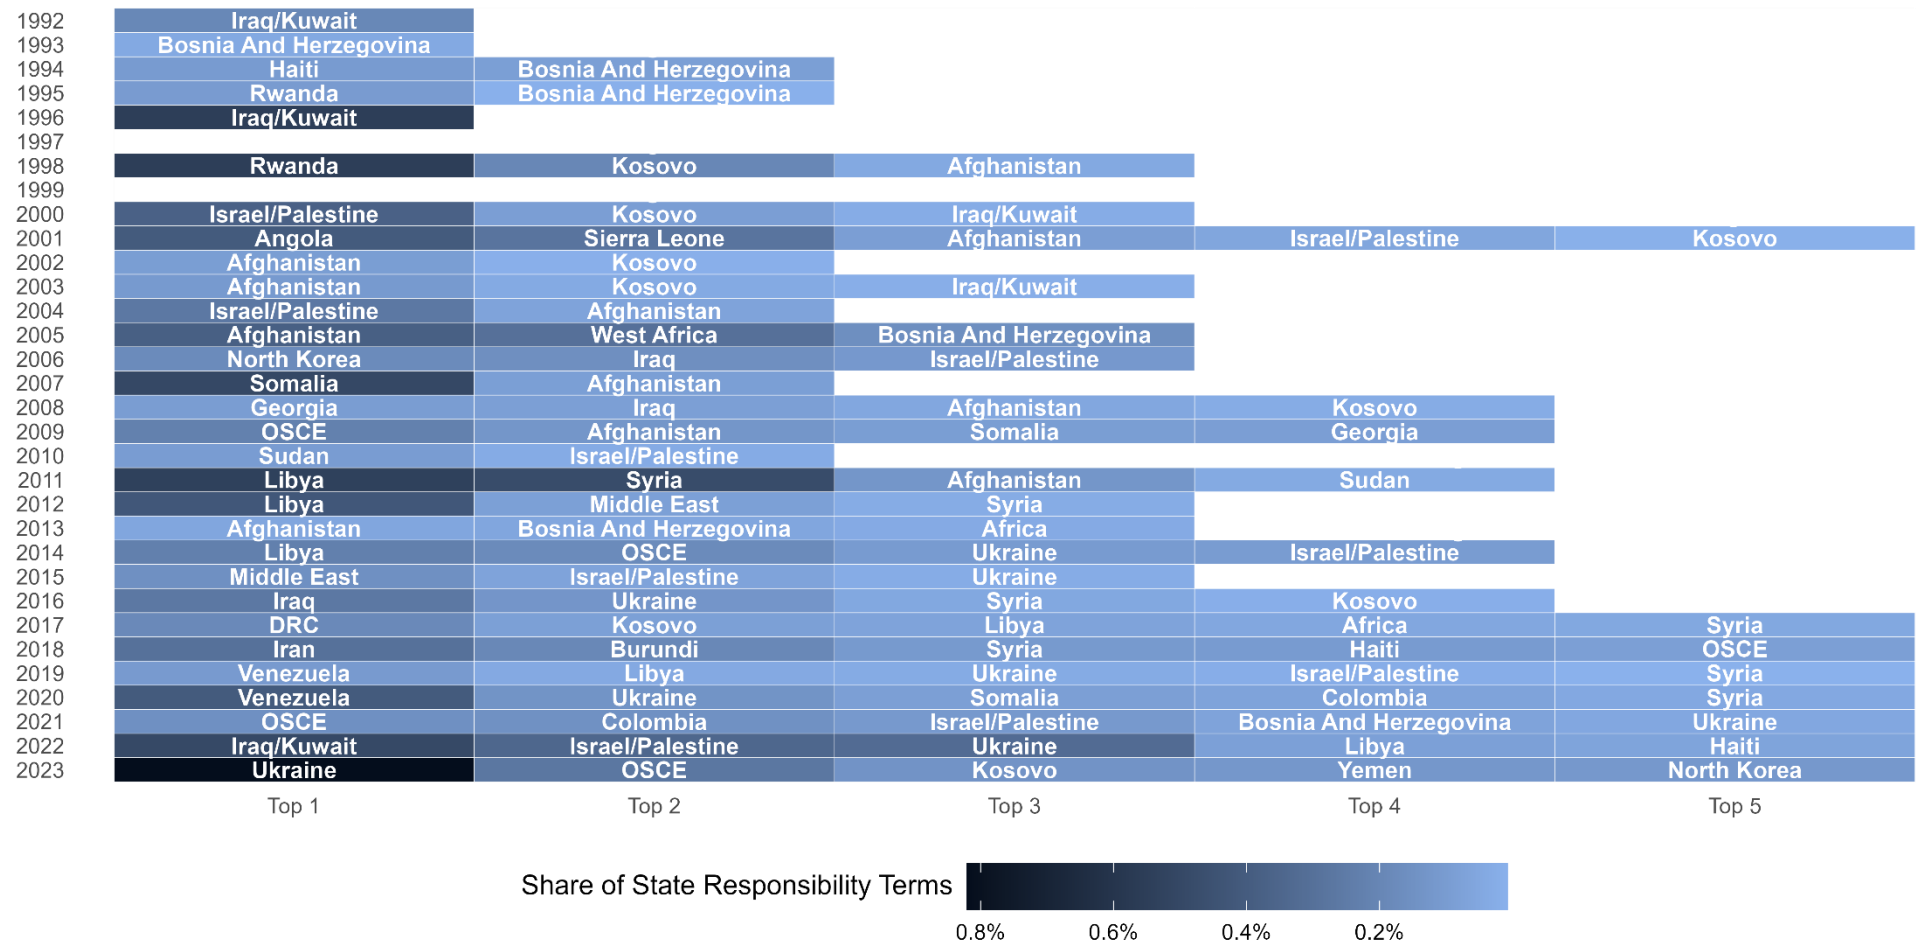 1992 Iraq/Kuwait
1993 Bosnia And Herzegovina
1994 Haiti Bosnia And Herzegovina
1995 Rwanda Bosnia And Herzegovina
1996 Iraq/Kuwait
1997
1998 Rwanda Kosovo Afghanistan
1999
2000 Israel/Palestine Kosovo Iraq/Kuwait
2001 Angola Sierra Leone Afghanistan Israel/Palestine Kosovo
2002 Afghanistan Kosovo
2003 Afghanistan Kosovo Iraq/Kuwait
2004 Israel/Palestine Afghanistan
2005 Afghanistan West Africa Bosnia And Herzegovina
2006 North Korea Iraq Israel/Palestine
2007 Somalia Afghanistan
2008 Georgia Iraq Afghanistan Kosovo
2009 OSCE Afghanistan Somalia Georgia
2010 Sudan Israel/Palestine
2011 Libya Syria Afghanistan Sudan
2012 Libya Middle East Syria
2013 Afghanistan Bosnia And Herzegovina Africa
2014 Libya OSCE Ukraine Israel/Palestine
2015 Middle East Israel/Palestine Ukraine
2016 Iraq Ukraine Syria Kosovo
2017 DRC Kosovo Libya Africa Syria
2018 Iran Burundi Syria Haiti OSCE
2019 Venezuela Libya Ukraine Israel/Palestine Syria
2020 Venezuela Ukraine Somalia Colombia Syria
2021 OSCE Colombia Israel/Palestine Bosnia And Herzegovina Ukraine
2022 Iraq/Kuwait Israel/Palestine Ukraine Libya Haiti
2023 Ukraine OSCE Kosovo Yemen North Korea
Top 1 Top 2 Top 3 Top 4 Top 5
Share of State Responsibility Terms
0.8% 0.6% 0.4% 0.2%